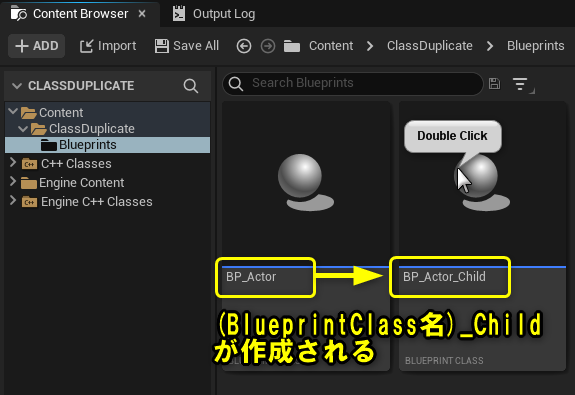 Content Browser
Output Log
ADD
Import
Save All
Content
ClassDuplicate
Blueprints
CLASSDUPLICATE
Search Blueprints
Content
ClassDuplicate
Blueprints
C++ Classes
Engine Content
Engine C++ Classes
Double Click
BP_Actor
BP_Actor_Child
(BlueprintClass名)_Child
が作成される
BLUEPRINT CLASS
BLUEPRINT CLASS